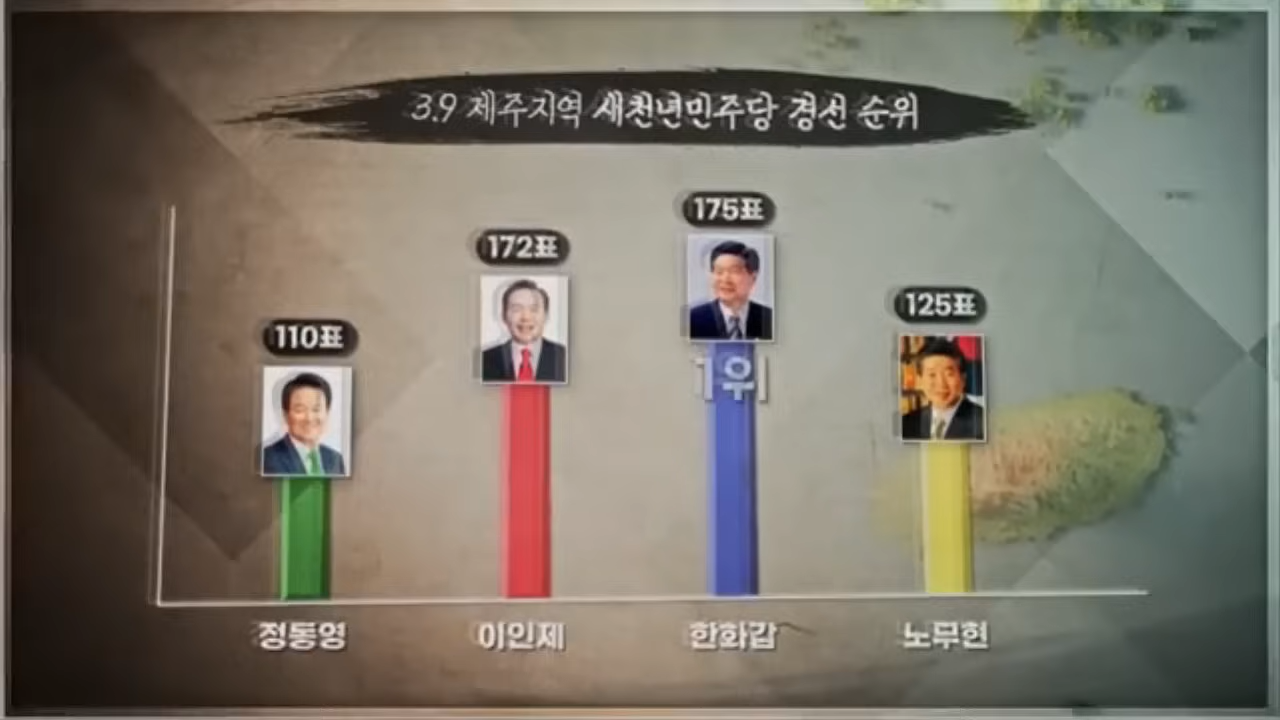 3.9 제주지역 새천년민주당 경선 순위
175표
172표
125표
110표
1위
정동영 이인제 한화갑 노무현